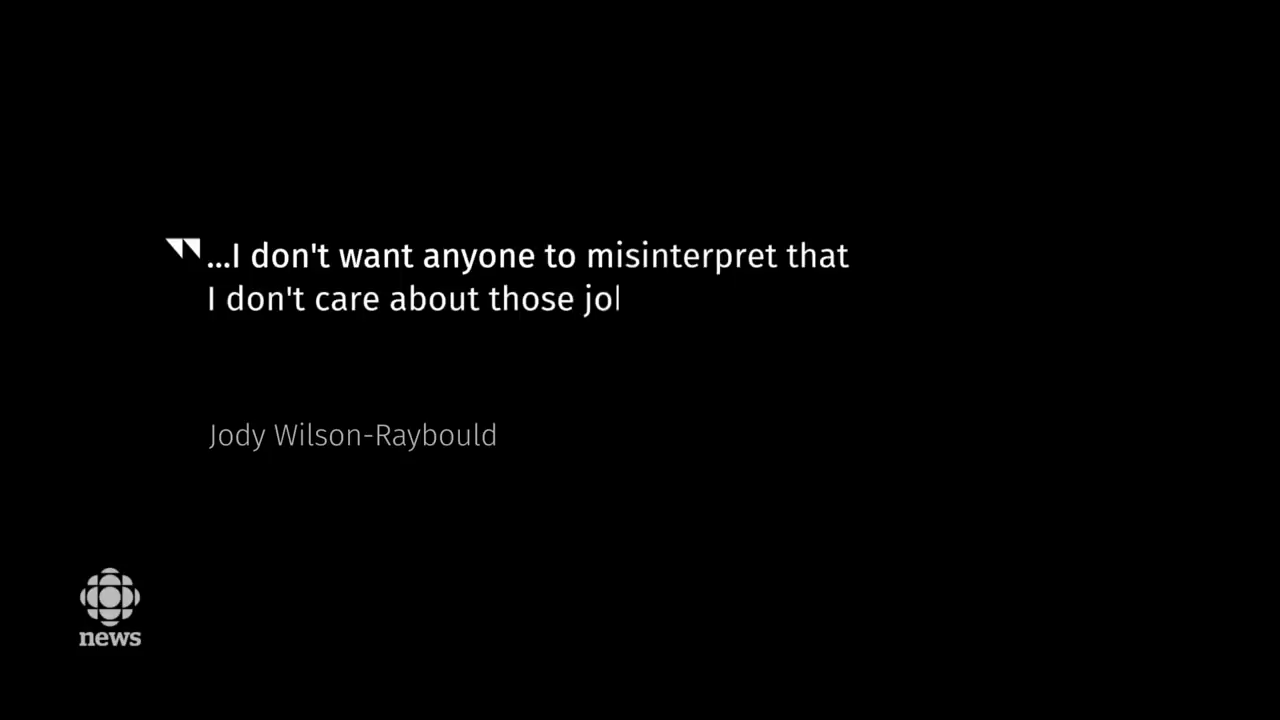 ...I don't want anyone to misinterpret that
I don't care about those
Jody Wilson-Raybould
news